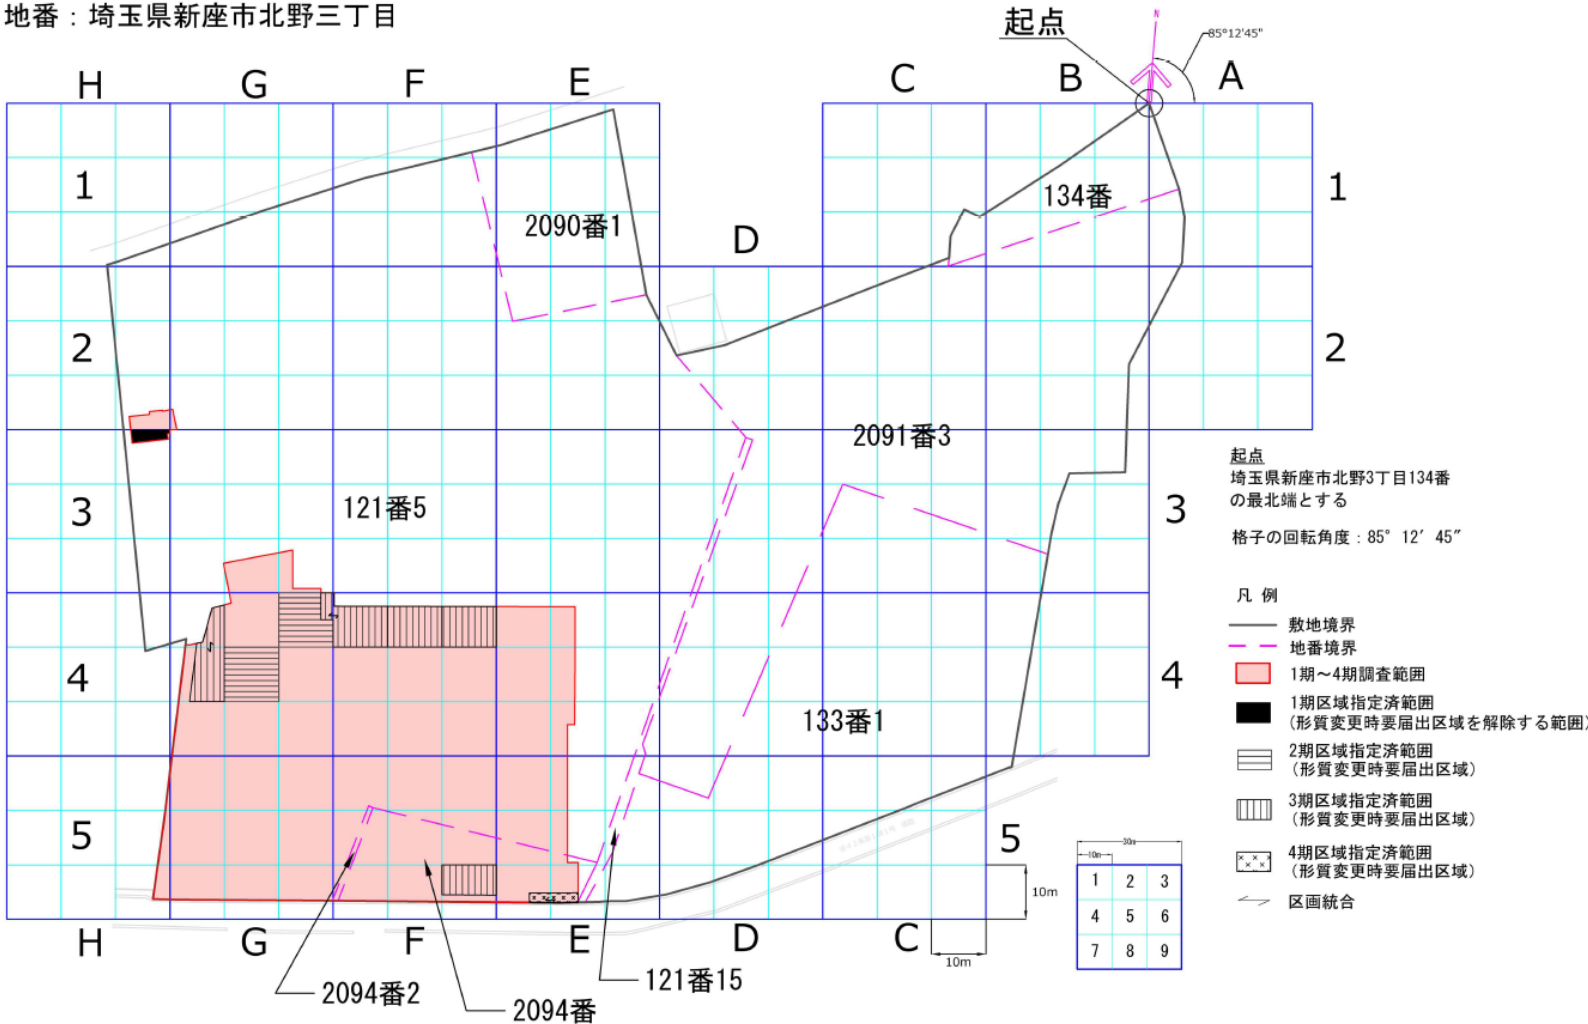 地番：埼玉県新座市北野三丁目
起点
N
85°12'45"
H
G
F
E
C
B
A
1
1
134番
2090番1
D
2
2
2091番3
起点
埼玉県新座市北野3丁目134番
の最北端とする
格子の回転角度：85° 12′ 45″
3
121番5
3
凡 例
敷地境界
地番境界
1期～4期調査範囲
1期区域指定済範囲
(形質変更時要届出区域を解除する範囲)
2期区域指定済範囲
(形質変更時要届出区域)
3期区域指定済範囲
(形質変更時要届出区域)
4期区域指定済範囲
(形質変更時要届出区域)
区画統合
4
4
133番1
5
5
30m
10m
1 2 3
4 5 6
7 8 9
10m
10m
H
G
F
E
D
C
2094番2
2094番
121番15